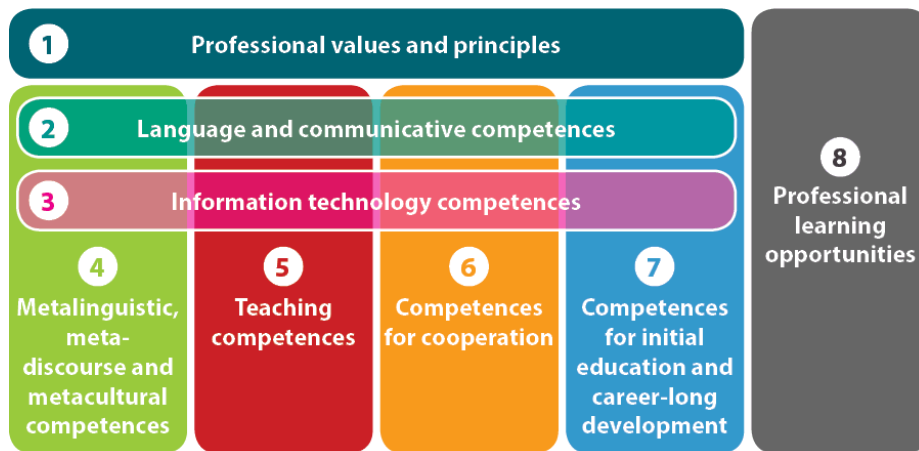 1 Professional values and principles
2 Language and communicative competences
3 Information technology competences
4
Metalinguistic,
meta-
discourse and
metacultural
competences
5
Teaching
competences
6
Competences
for cooperation
7
Competences
for initial
education and
career-long
development
8
Professional
learning
opportunities